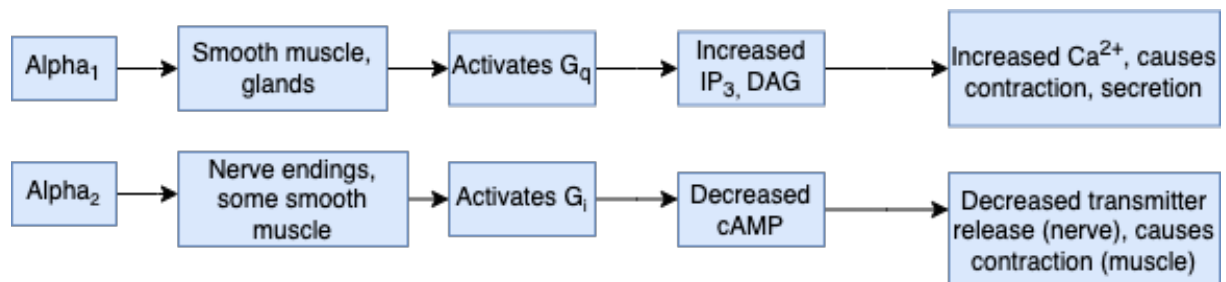 Alpha₁
Smooth muscle,
glands
Activates G_q
Increased
IP₃, DAG
Increased Ca²⁺, causes
contraction, secretion
Alpha₂
Nerve endings,
some smooth
muscle
Activates Gᵢ
Decreased
cAMP
Decreased transmitter
release (nerve), causes
contraction (muscle)